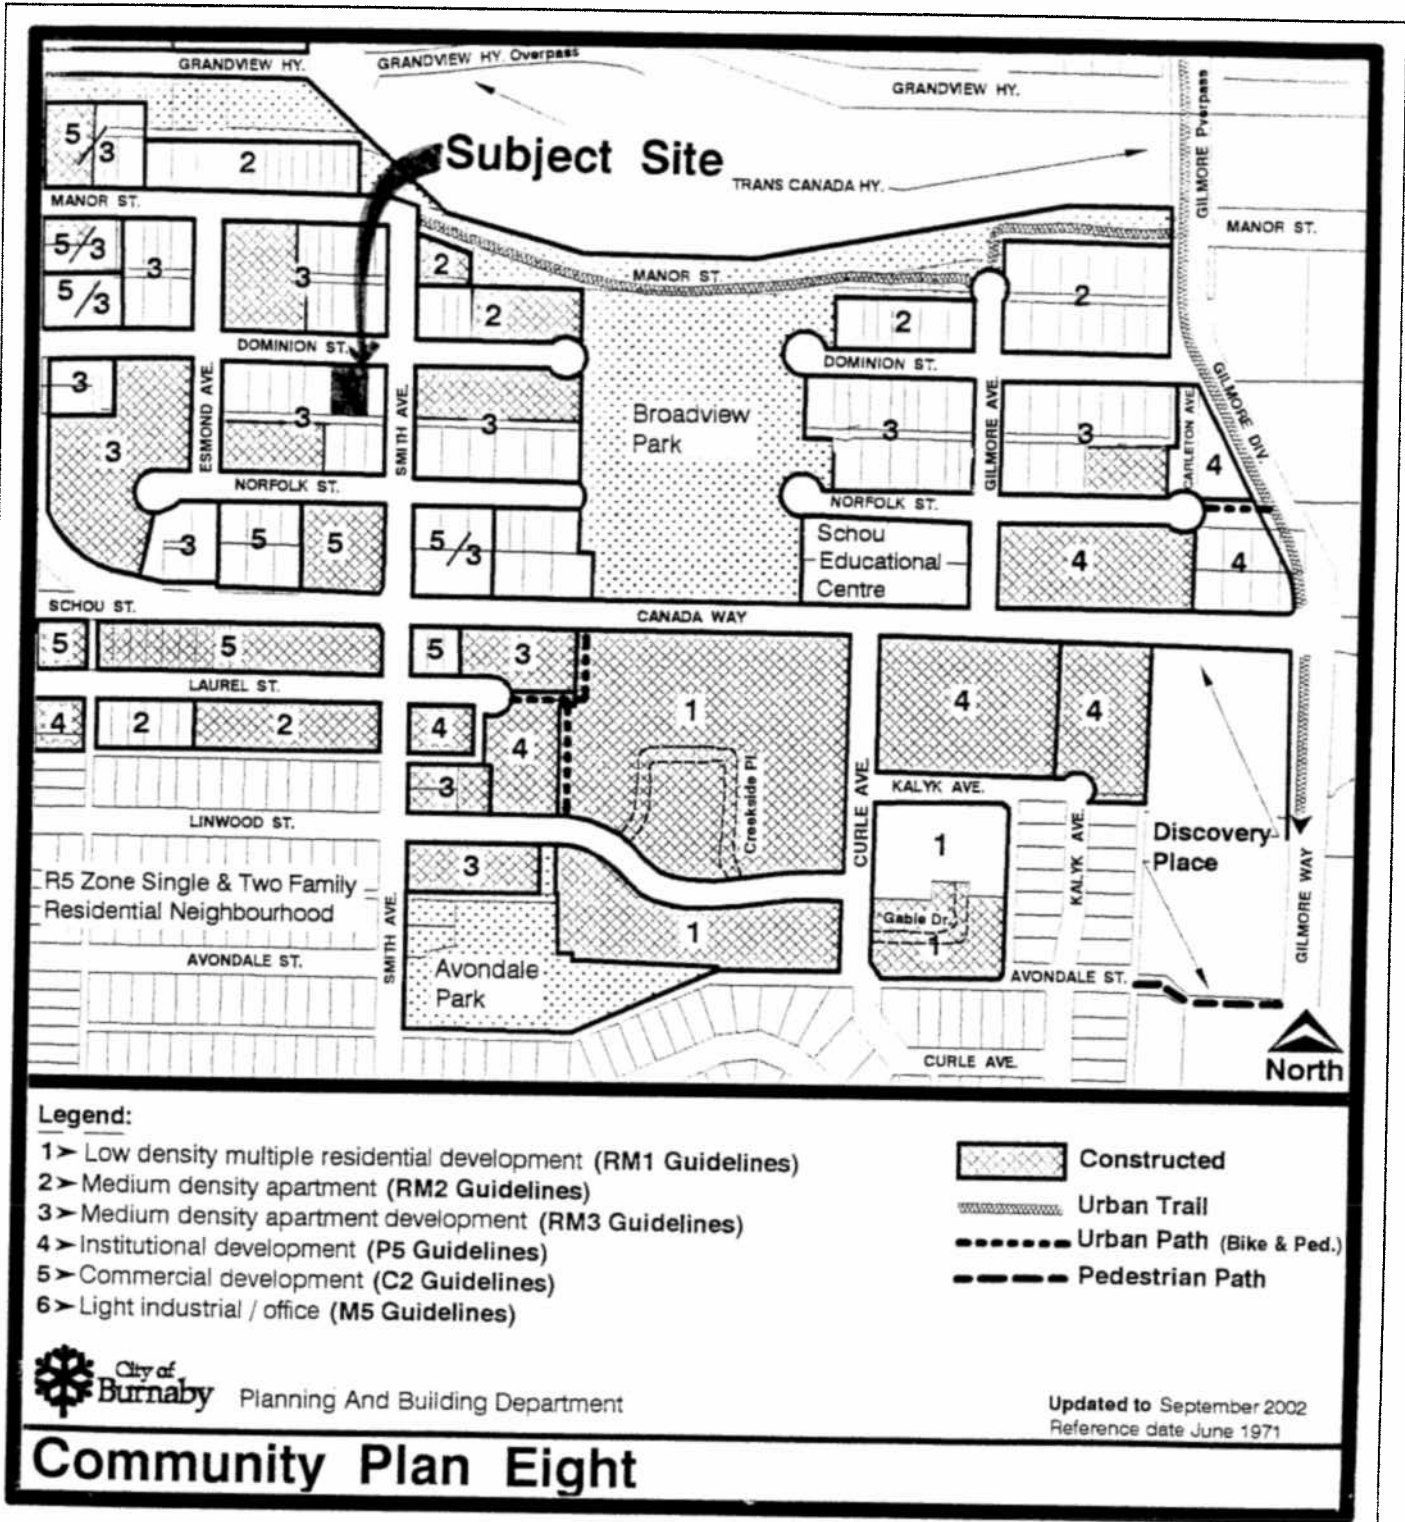 GRANDVIEW HY.
GRANDVIEW HY. Overpass
GRANDVIEW HY.
GILMORE Pverpass
5/3
2
Subject Site
TRANS CANADA HY.
MANOR ST.
MANOR ST.
5/3
3
3
2
MANOR ST.
2
5/3
2
2
DOMINION ST.
DOMINION ST.
GILMORE DIV.
3
ESMOND AVE.
3
SMITH AVE.
3
Broadview
Park
3
GILMORE AVE.
3
CARLETON AVE.
4
3
NORFOLK ST.
NORFOLK ST.
3
5
5
5/3
Schou
Educational
Centre
4
4
SCHOU ST.
CANADA WAY
5
5
5
3
LAUREL ST.
1
4
4
4
2
2
4
4
3
Creekside Pl.
CURLE AVE.
KALYK AVE.
LINWOOD ST.
KALYK AVE.
1
Discovery
Place
GILMORE WAY
3
R5 Zone Single & Two Family
Residential Neighbourhood
SMITH AVE.
1
Gable Dr.
1
AVONDALE ST.
Avondale
Park
AVONDALE ST.
CURLE AVE.
North
Legend:
1➢ Low density multiple residential development (RM1 Guidelines)
2➢ Medium density apartment (RM2 Guidelines)
3➢ Medium density apartment development (RM3 Guidelines)
4➢ Institutional development (P5 Guidelines)
5➢ Commercial development (C2 Guidelines)
6➢ Light industrial / office (M5 Guidelines)
Constructed
Urban Trail
Urban Path (Bike & Ped.)
Pedestrian Path
City of
Burnaby
Planning And Building Department
Updated to September 2002
Reference date June 1971
Community Plan Eight